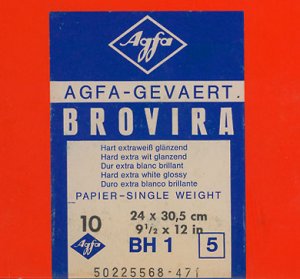 Agfa
AGFA-GEVAERT
BROVIRA
Hart extraweiß glänzend
Hard extra wit glanzend
Dur extra blanc brillant
Hard extra white glossy
Duro extra blanco brillante
PAPIER-SINGLE WEIGHT
10 24 x 30,5 cm
9 1/2 x 12 in
Agfa BH 1 5
50225568-47